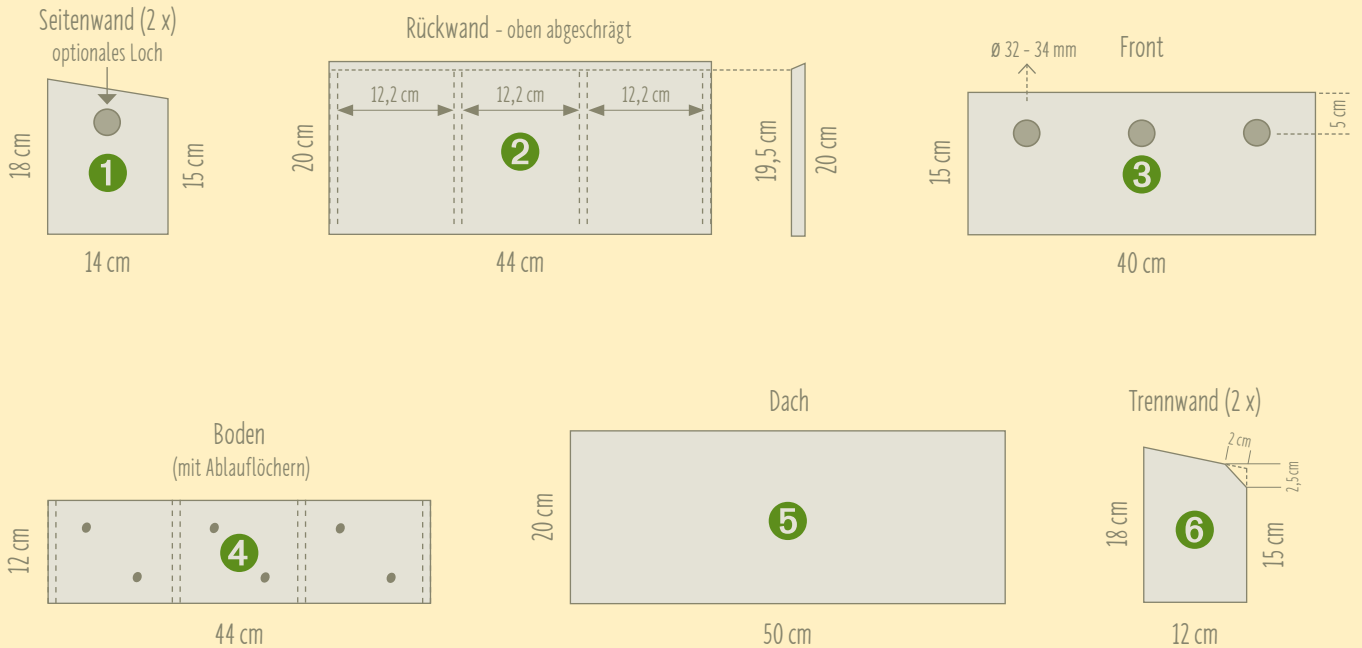 Seitenwand (2 x)
optionales Loch
18 cm
1
15 cm
14 cm
Rückwand - oben abgeschrägt
12,2 cm
12,2 cm
12,2 cm
20 cm
2
44 cm
19,5 cm
20 cm
Ø 32 - 34 mm
Front
5 cm
15 cm
3
40 cm
Boden
(mit Ablauflöchern)
12 cm
4
44 cm
Dach
20 cm
5
50 cm
Trennwand (2 x)
2 cm
2,5cm
18 cm
6
15 cm
12 cm